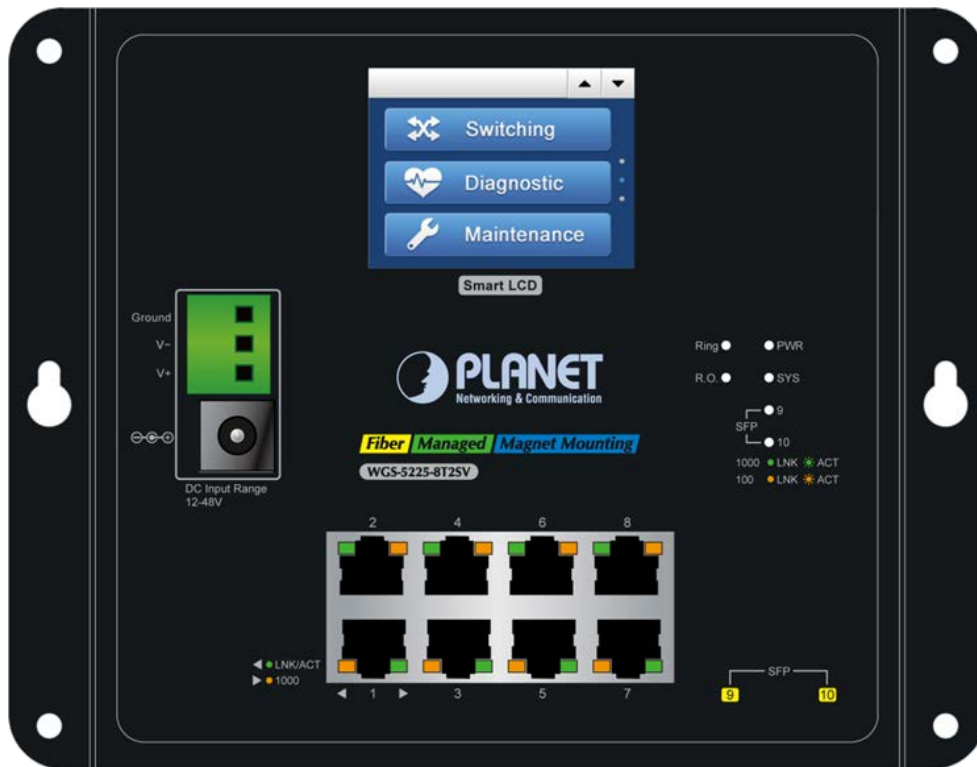 Switching
Diagnostic
Maintenance
Smart LCD
Ground
V−
V+
DC Input Range
12-48V
PLANET
Networking & Communication
Fiber Managed Magnet Mounting
WGS-5225-8T2SV
Ring PWR
R.O. SYS
SFP
9
10
1000 LNK ACT
100 LNK ACT
2 4 6 8
LNK/ACT
1000
1 3 5 7
SFP
9 10